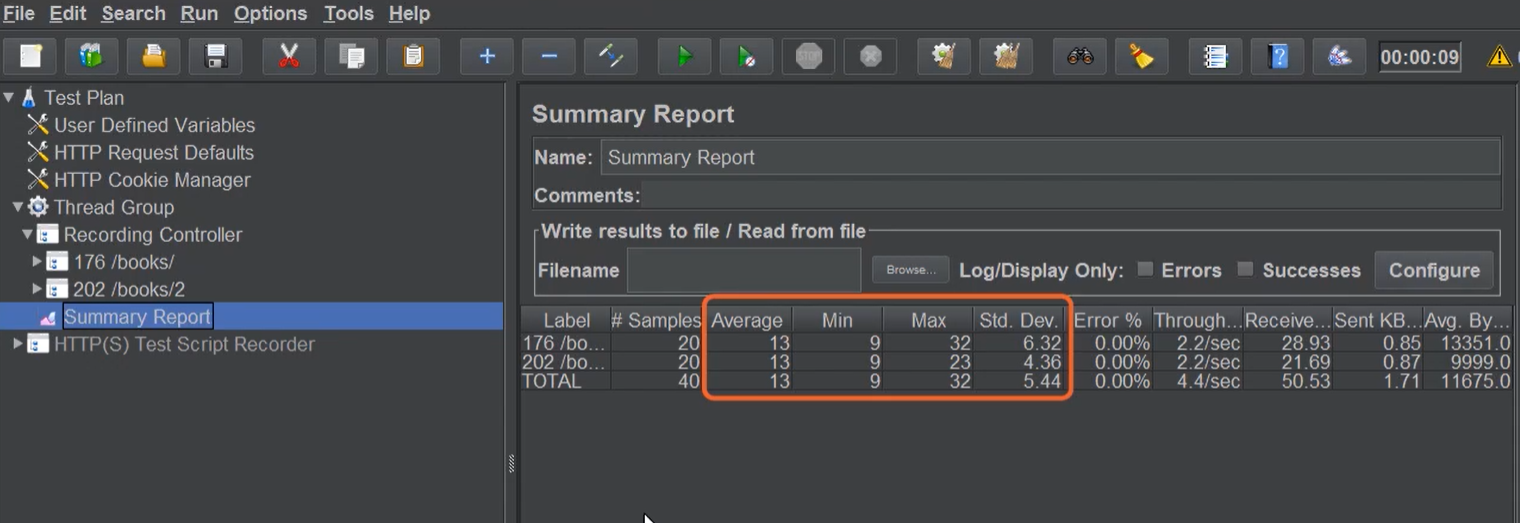 File Edit Search Run Options Tools Help
STOP 00:00:09
Test Plan
User Defined Variables
HTTP Request Defaults
HTTP Cookie Manager
Thread Group
Recording Controller
176 /books/
202 /books/2
Summary Report
HTTP(S) Test Script Recorder
Summary Report
Name: Summary Report
Comments:
Write results to file / Read from file
Filename Browse... Log/Display Only: Errors Successes Configure
Label # Samples Average Min Max Std. Dev. Error % Through... Receive... Sent KB... Avg. By...
176 /bo... 20 13 9 32 6.32 0.00% 2.2/sec 28.93 0.85 13351.0
202 /bo... 20 13 9 23 4.36 0.00% 2.2/sec 21.69 0.87 9999.0
TOTAL 40 13 9 32 5.44 0.00% 4.4/sec 50.53 1.71 11675.0